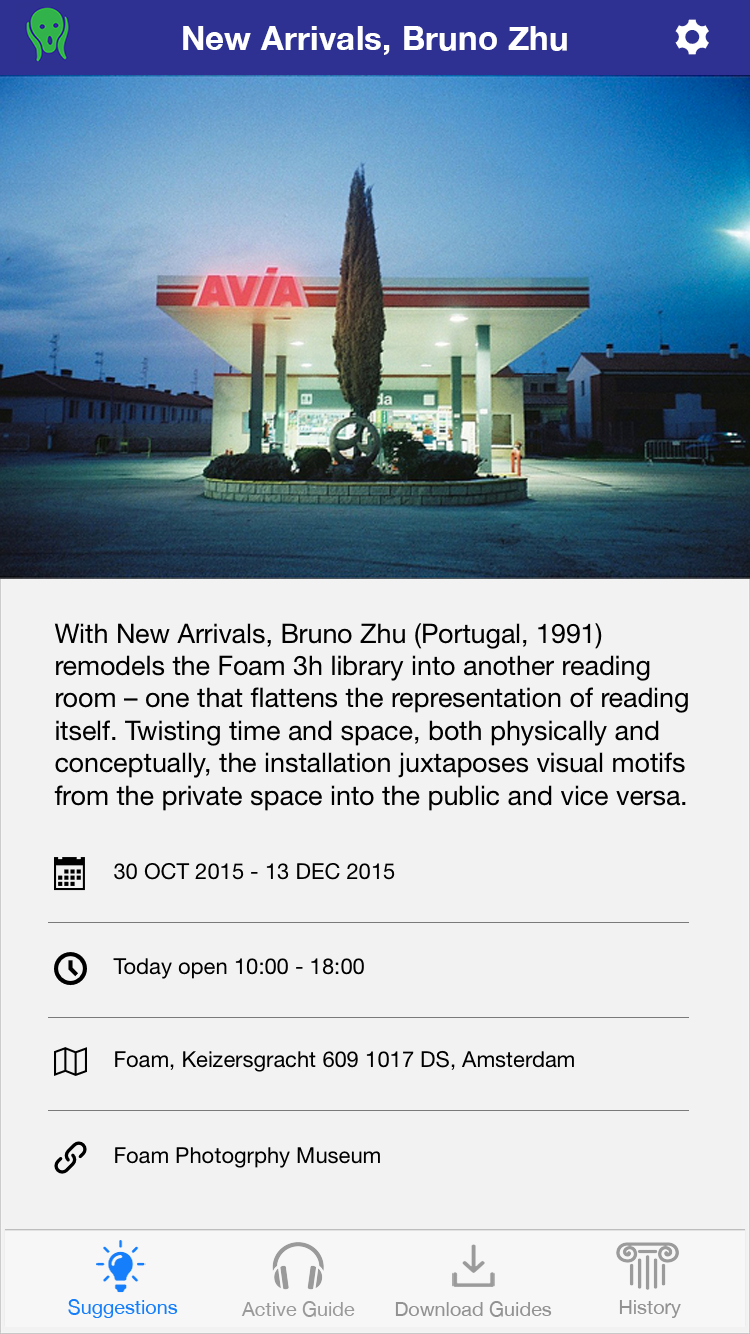 New Arrivals, Bruno Zhu
AVIA
da
With New Arrivals, Bruno Zhu (Portugal, 1991)
remodels the Foam 3h library into another reading
room – one that flattens the representation of reading
itself. Twisting time and space, both physically and
conceptually, the installation juxtaposes visual motifs
from the private space into the public and vice versa.
30 OCT 2015 - 13 DEC 2015
Today open 10:00 - 18:00
Foam, Keizersgracht 609 1017 DS, Amsterdam
Foam Photogrphy Museum
Suggestions
Active Guide
Download Guides
History